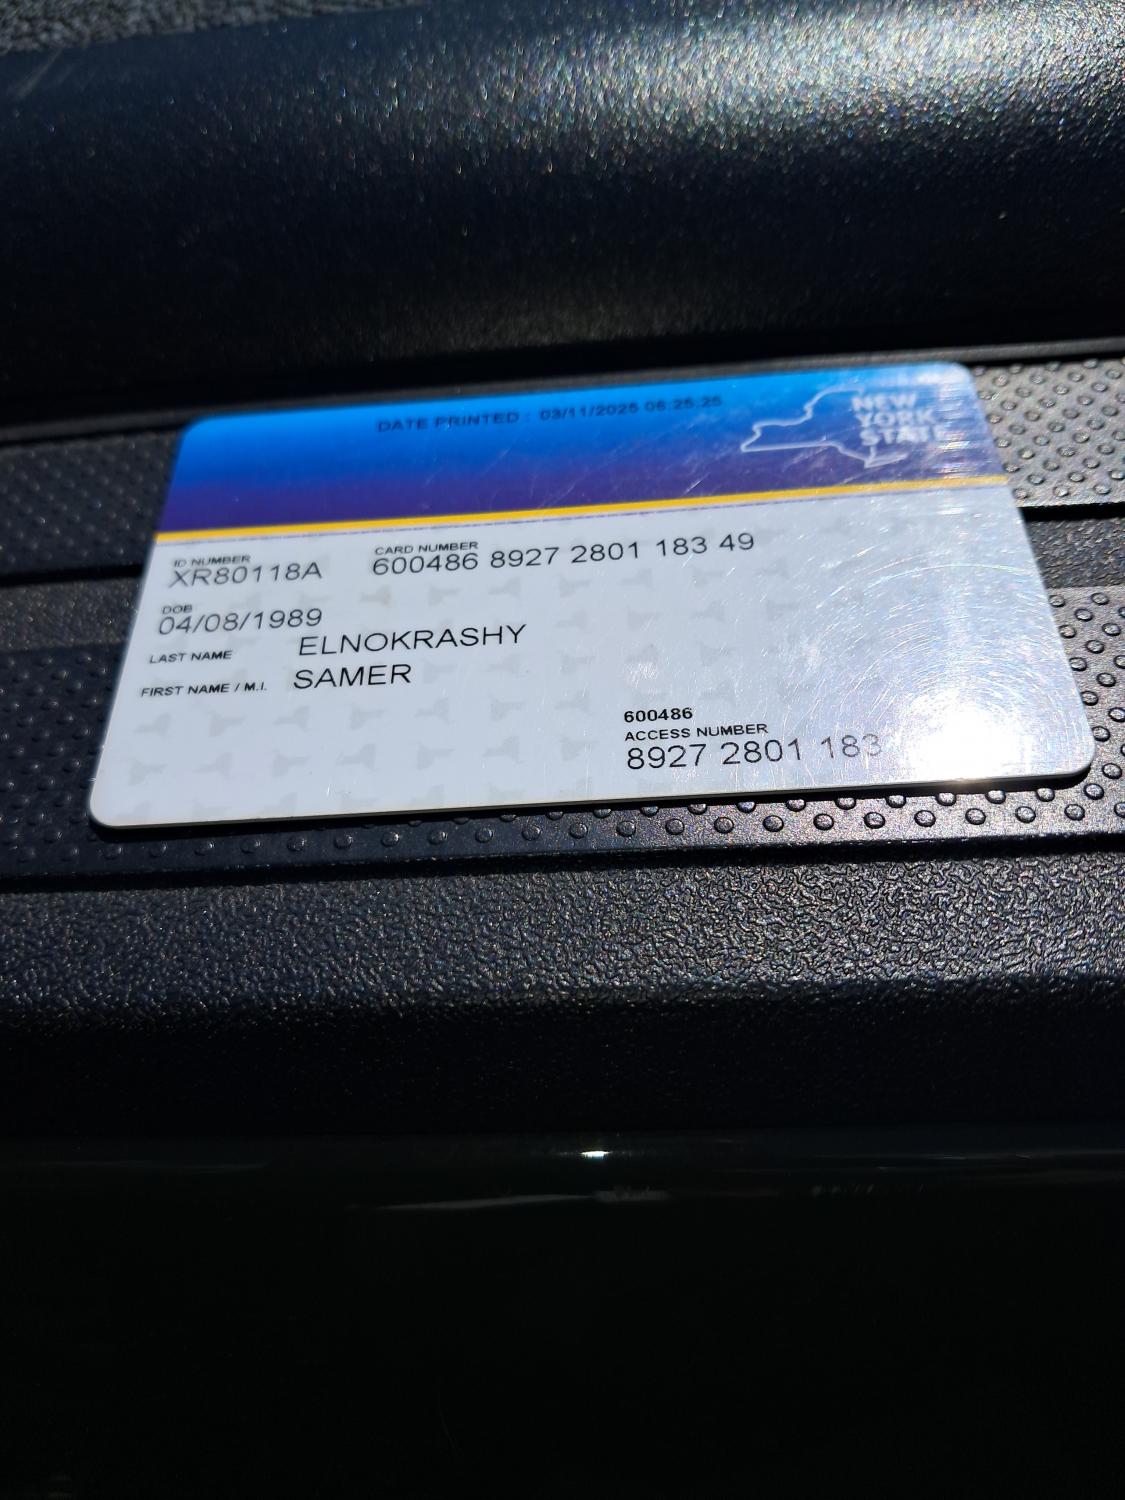 DATE PRINTED : 03/11/2025 06:25:25
NEW
YORK
STATE
ID NUMBER
XR80118A
CARD NUMBER
600486 8927 2801 183 49
DOB
04/08/1989
LAST NAME ELNOKRASHY
FIRST NAME / M.I. SAMER
600486
ACCESS NUMBER
8927 2801 183